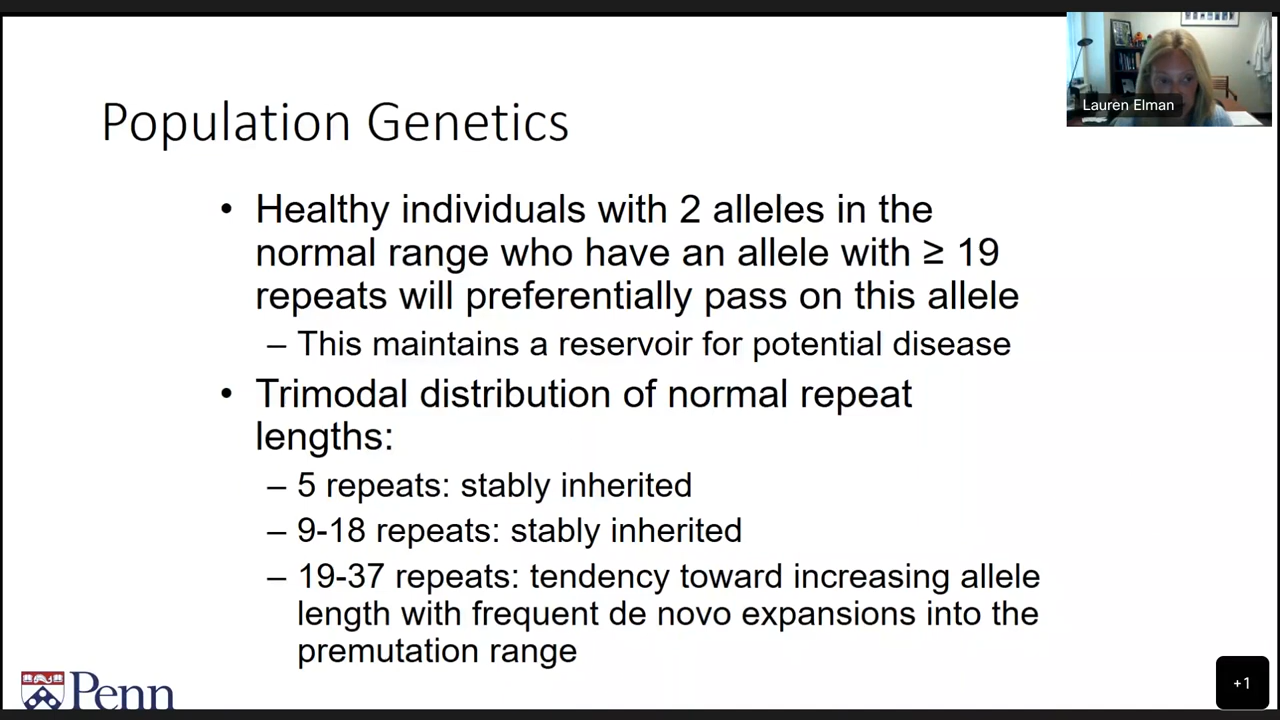 Lauren Elman
Population Genetics
• Healthy individuals with 2 alleles in the
normal range who have an allele with ≥ 19
repeats will preferentially pass on this allele
– This maintains a reservoir for potential disease
• Trimodal distribution of normal repeat
lengths:
– 5 repeats: stably inherited
– 9-18 repeats: stably inherited
– 19-37 repeats: tendency toward increasing allele
length with frequent de novo expansions into the
premutation range
Penn
+1